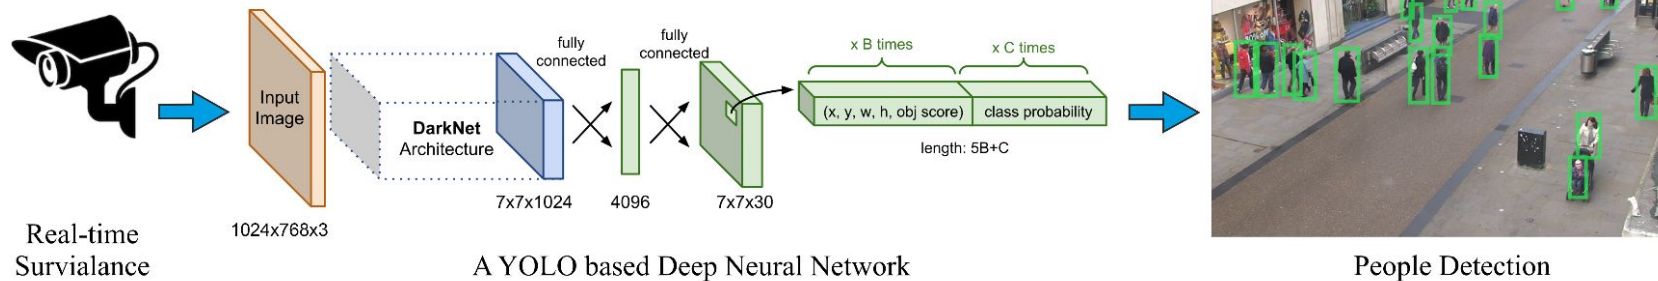 Real-time
Survialance
Input
Image
1024x768x3
DarkNet
Architecture
7x7x1024
fully
connected
4096
fully
connected
7x7x30
x B times
x C times
(x, y, w, h, obj score)
class probability
length: 5B+C
A YOLO based Deep Neural Network
People Detection